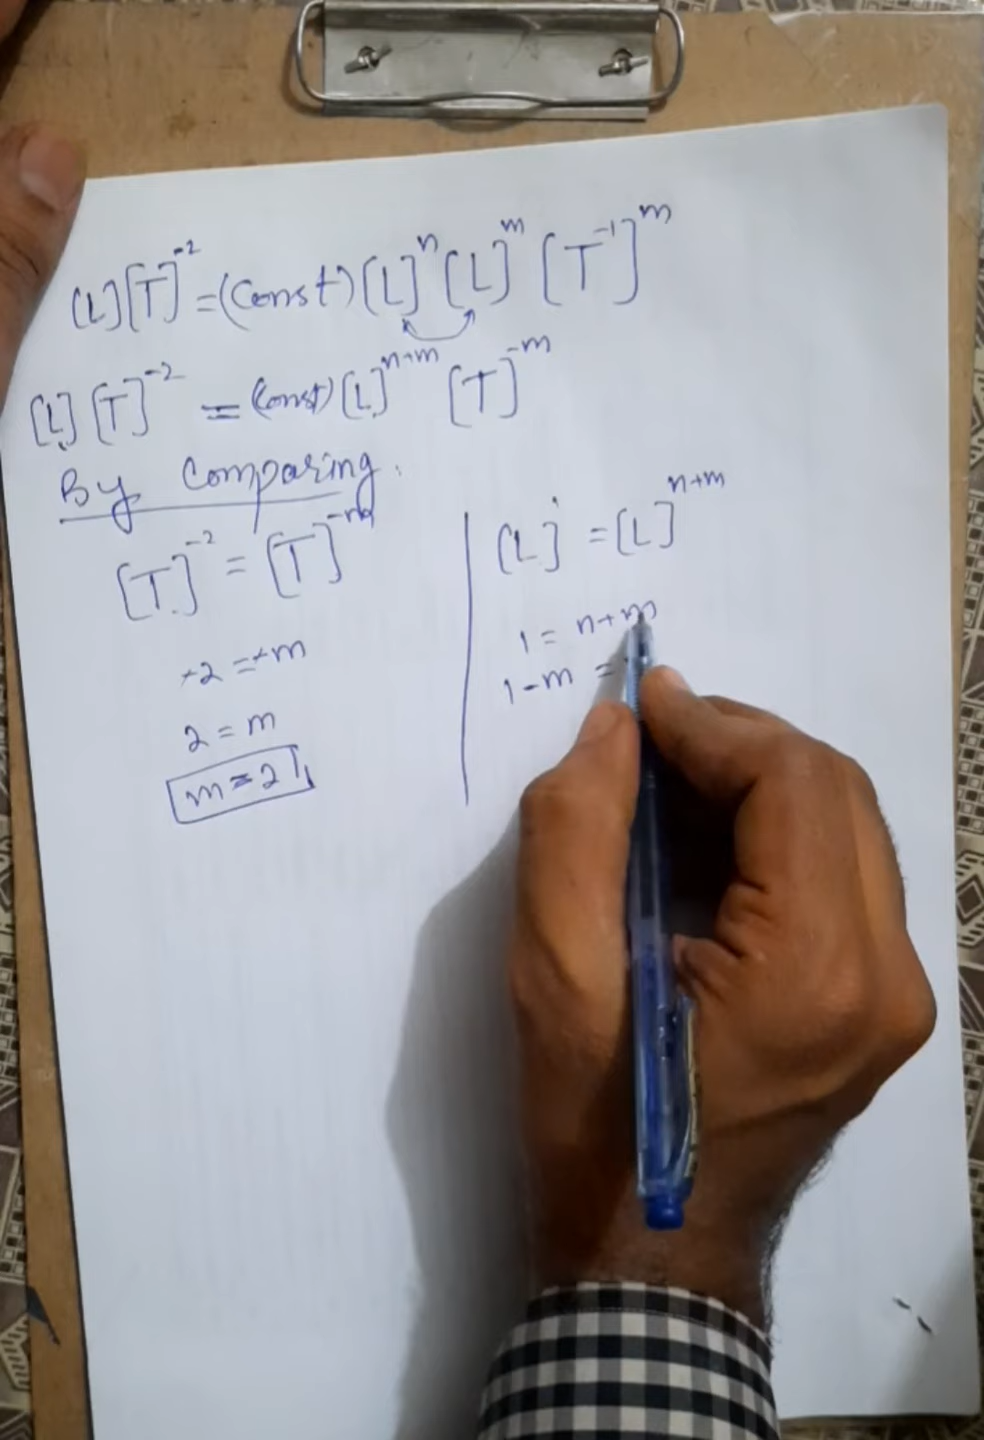 [L][T]^-2 = (Const) [L]^n [L]^m [T^-1]^m
[L] [T]^-2 = (Const) [L]^n+m [T]^-m
By Comparing.
[T]^-2 = [T]^-m
-2 = -m
2 = m
m = 2
[L]^1 = [L]^n+m
1 = n+m
1-m =